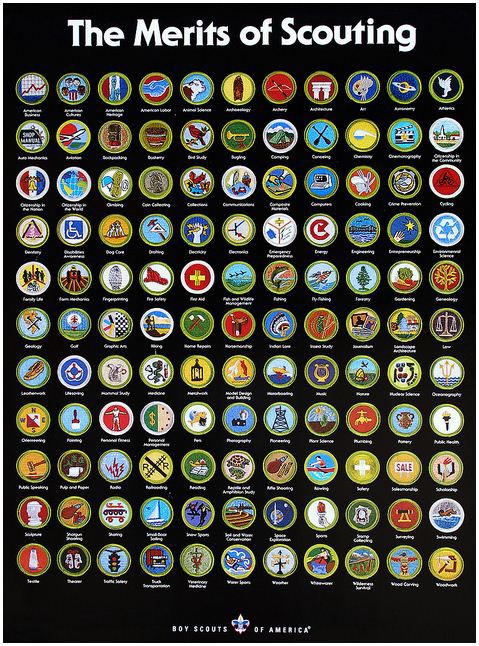 The Merits of Scouting
American Business American Cultures American Heritage American Labor Animal Science Archaeology Archery Architecture Art Astronomy Athletics
SHOP MANUAL
Auto Mechanics Aviation Backpacking Basketry Bird Study Bugling Camping Canoeing Chemistry Cinematography Citizenship in the Community
Citizenship in the Nation Citizenship in the World Climbing Coin Collecting Collections Communications Composite Materials Computers Cooking Crime Prevention Cycling
Dentistry Disabilities Awareness Dog Care Drafting Electricity Electronics Emergency Preparedness Energy Engineering Entrepreneurship Environmental Science
Family Life Farm Mechanics Fingerprinting Fire Safety First Aid Fish and Wildlife Management Fishing Fly-Fishing Forestry Gardening Genealogy
Geology Golf Graphic Arts Hiking Home Repairs Horsemanship Indian Lore Insect Study Journalism Landscape Architecture Law
Leatherwork Lifesaving Mammal Study Medicine Metalwork Model Design and Building Motorboating Music Nature Nuclear Science Oceanography
N W E S
Orienteering Painting Personal Fitness Personal Management Pets Photography Pioneering Plant Science Plumbing Pottery Public Health
R R
SALE
Public Speaking Pulp and Paper Radio Railroading Reading Reptile and Amphibian Study Rifle Shooting Rowing Safety Salesmanship Scholarship
Sculpture Shotgun Shooting Skating Small-Boat Sailing Snow Sports Soil and Water Conservation Space Exploration Sports Stamp Collecting Surveying Swimming
Textile Theater Traffic Safety Truck Transportation Veterinary Medicine Water Sports Weather Whitewater Wilderness Survival Wood Carving Woodwork
BOY SCOUTS OF AMERICA®